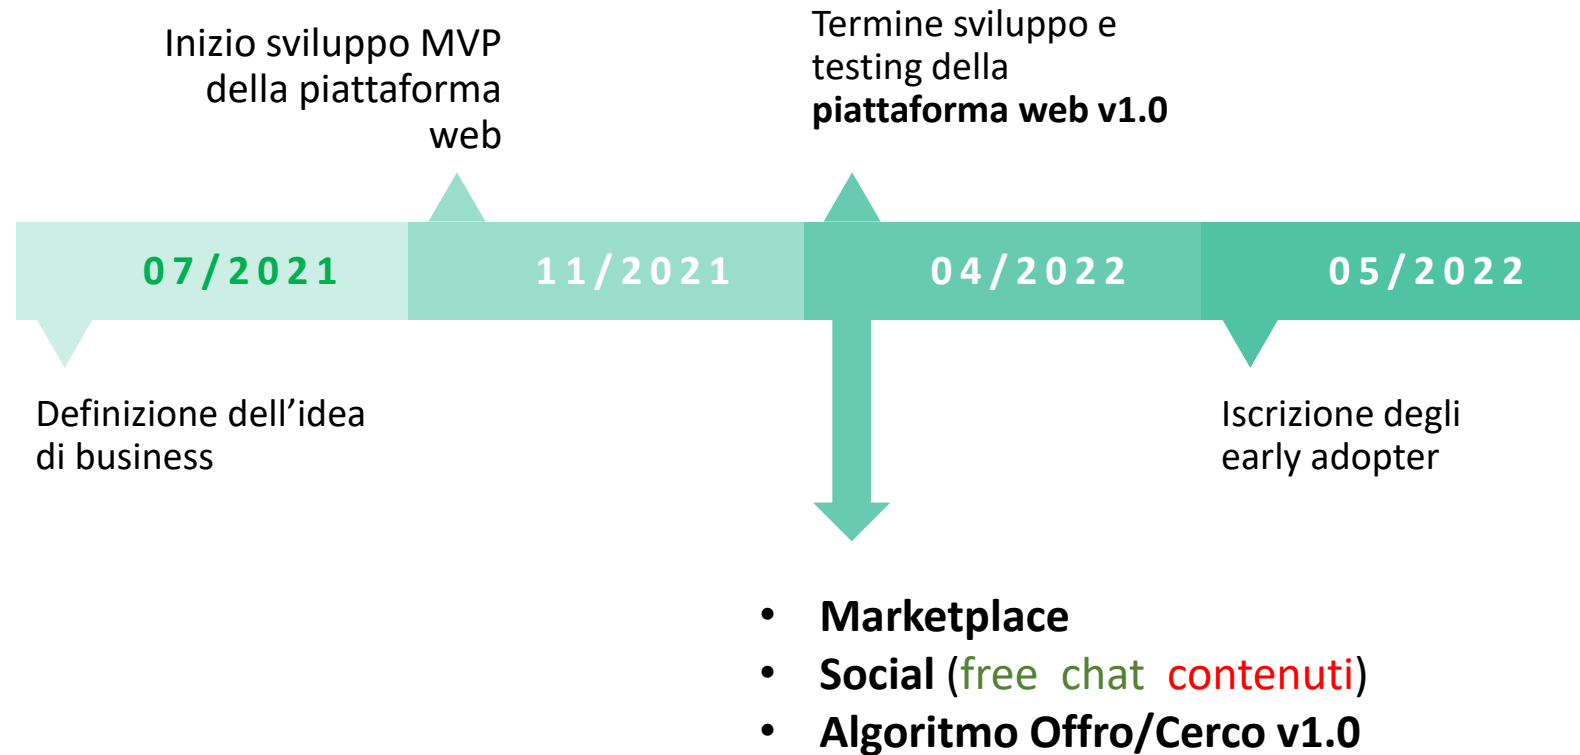 Inizio sviluppo MVP
della piattaforma
web
Termine sviluppo e
testing della
piattaforma web v1.0
07/2021
11/2021
04/2022
05/2022
Definizione dell’idea
di business
Iscrizione degli
early adopter
• Marketplace
• Social (free chat contenuti)
• Algoritmo Offro/Cerco v1.0